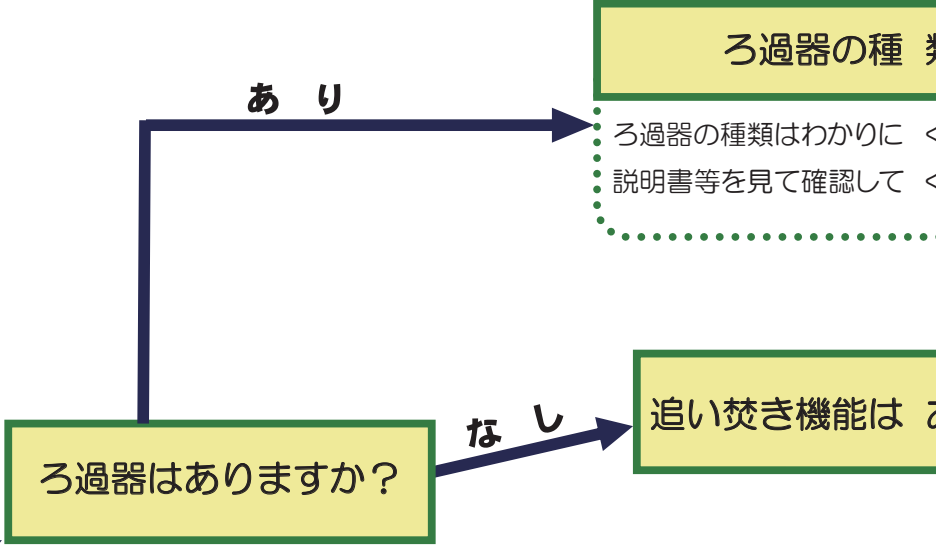 ろ過器の種
あり
ろ過器の種類はわかりに
説明書等を見て確認して
追い焚き機能は
なし
ろ過器はありますか？